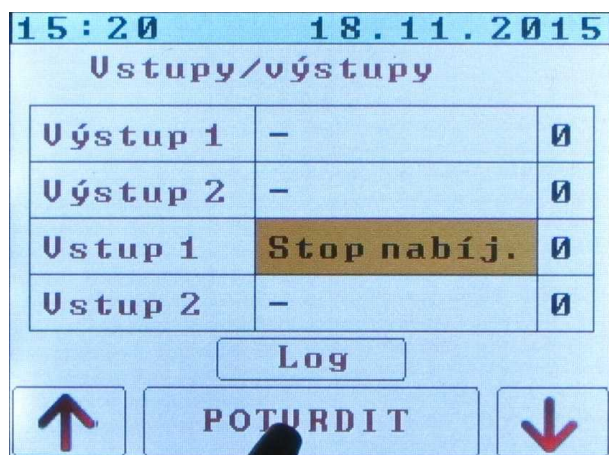 15:20 18.11.2015
Vstupy/výstupy
Výstup 1 - 0
Výstup 2 - 0
Vstup 1 Stop nabíj. 0
Vstup 2 - 0
Log
POTVRDIT